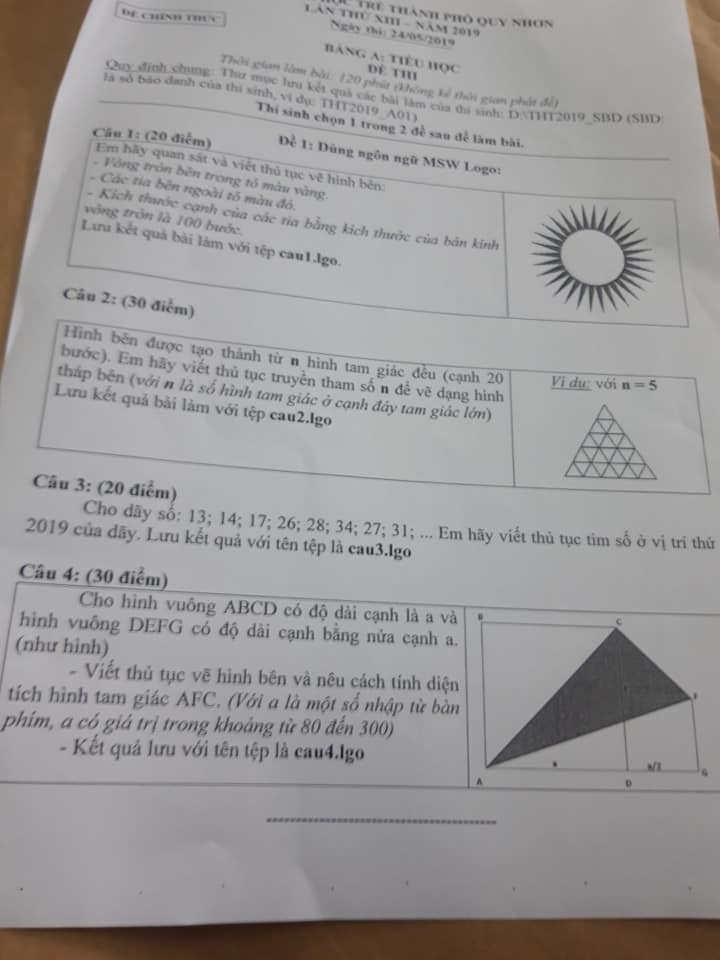 ĐỀ CHÍNH THỨC
TRẺ THÀNH PHỐ QUY NHƠN
LẦN THỨ XIII – NĂM 2019
Ngày thi: 24/05/2019
BẢNG A: TIỂU HỌC
ĐỀ THI
Thời gian làm bài: 120 phút (không kể thời gian phát đề)
Quy định chung: Thư mục lưu kết quả các bài làm của thí sinh: D:\THT2019_SBD (SBD
là số báo danh của thí sinh, ví dụ: THT2019_A01)
Thí sinh chọn 1 trong 2 đề sau để làm bài.
Đề 1: Dùng ngôn ngữ MSW Logo:
Câu 1: (20 điểm)
Em hãy quan sát và viết thủ tục vẽ hình bên:
- Vòng tròn bên trong tô màu vàng.
- Các tia bên ngoài tô màu đỏ.
- Kích thước cạnh của các tia bằng kích thước của bán kính
vòng tròn là 100 bước.
Lưu kết quả bài làm với tệp cau1.lgo.
Câu 2: (30 điểm)
Hình bên được tạo thành từ n hình tam giác đều (cạnh 20
bước). Em hãy viết thủ tục truyền tham số n để vẽ dạng hình
tháp bên (với n là số hình tam giác ở cạnh đáy tam giác lớn)
Lưu kết quả bài làm với tệp cau2.lgo
Ví dụ: với n = 5
Câu 3: (20 điểm)
Cho dãy số: 13; 14; 17; 26; 28; 34; 27; 31; ... Em hãy viết thủ tục tìm số ở vị trí thứ
2019 của dãy. Lưu kết quả với tên tệp là cau3.lgo
Câu 4: (30 điểm)
Cho hình vuông ABCD có độ dài cạnh là a và
hình vuông DEFG có độ dài cạnh bằng nửa cạnh a.
(như hình)
- Viết thủ tục vẽ hình bên và nêu cách tính diện
tích hình tam giác AFC. (Với a là một số nhập từ bàn
phím, a có giá trị trong khoảng từ 80 đến 300)
- Kết quả lưu với tên tệp là cau4.lgo
B
C
a
a/2
A
D
G